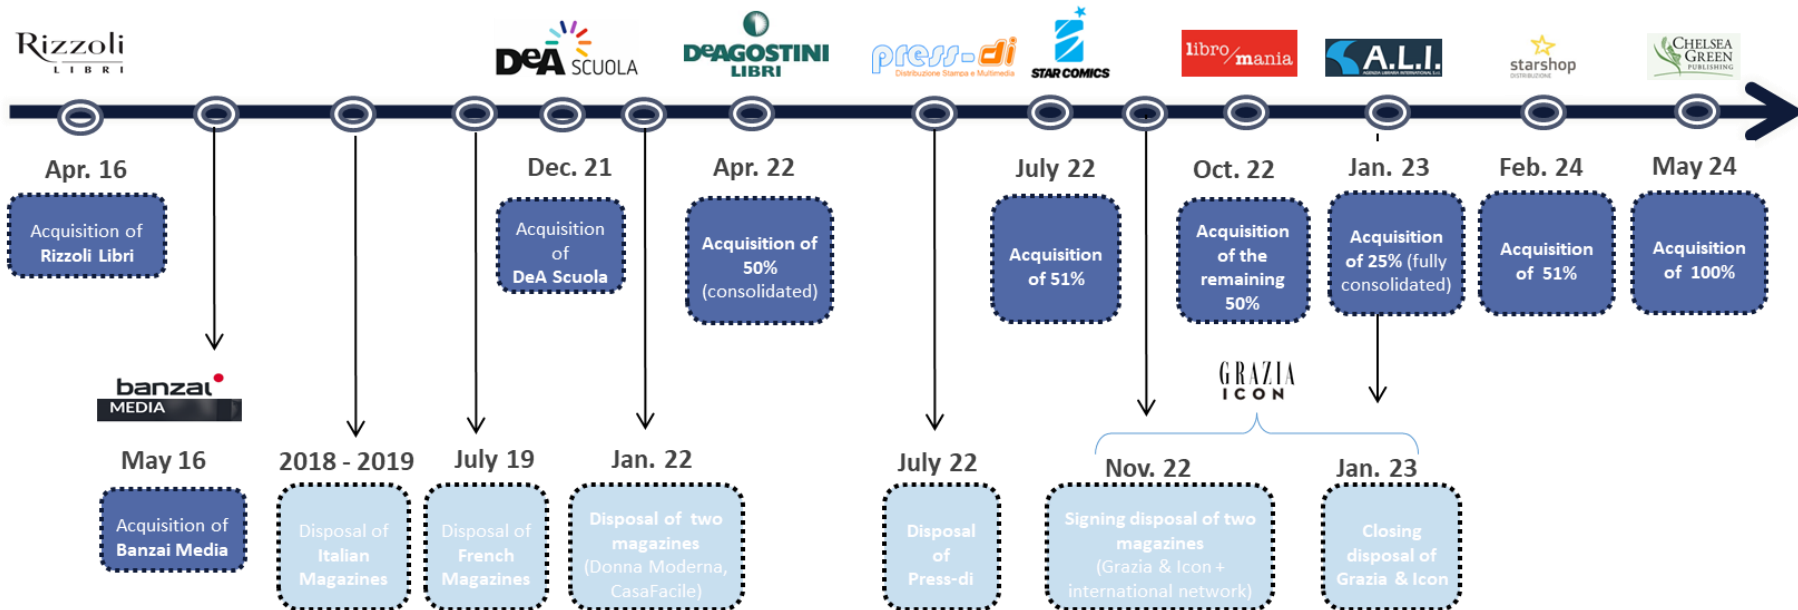 Rizzoli
LIBRI
DeA SCUOLA
DeAGOSTINI
LIBRI
press-di
Distribuzione Stampa e Multimedia
STAR COMICS
libro/
mania
A.L.I.
AGENZIA LIBRARIA INTERNATIONAL S.r.l.
starshop
DISTRIBUZIONE
CHELSEA
GREEN
PUBLISHING
Apr. 16
Acquisition of
Rizzoli Libri
Dec. 21
Acquisition
of
DeA Scuola
Apr. 22
Acquisition of
50%
(consolidated)
July 22
Acquisition
of 51%
Oct. 22
Acquisition
of the
remaining
50%
Jan. 23
Acquisition
of 25% (fully
consolidated)
Feb. 24
Acquisition
of 51%
May 24
Acquisition
of 100%
banzai
MEDIA
GRAZIA
ICON
May 16
Acquisition of
Banzai Media
2018 - 2019
Disposal of
Italian
Magazines
July 19
Disposal of
French
Magazines
Jan. 22
Disposal of two
magazines
(Donna Moderna,
CasaFacile)
July 22
Disposal
of
Press-di
Nov. 22
Signing disposal of two
magazines
(Grazia & Icon +
international network)
Jan. 23
Closing
disposal of
Grazia & Icon